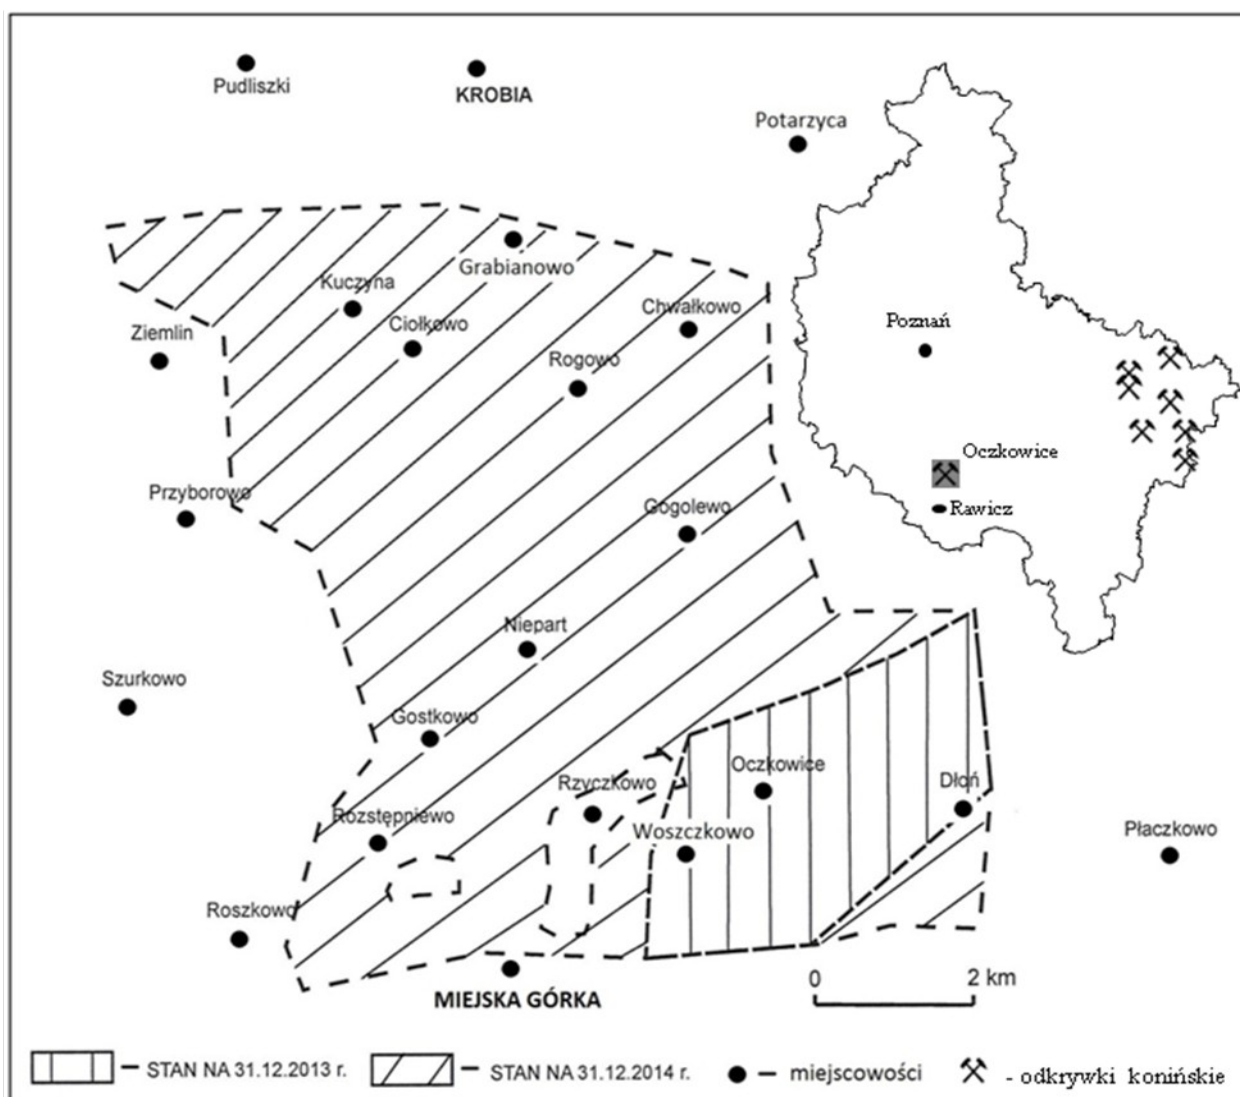 Pudliszki
KROBIA
Potarzyca
Grabianowo
Kuczyna
Chwałkowo
Ciołkowo
Ziemlin
Poznań
Rogowo
Oczkowice
Przyborowo
Gogolewo
Rawicz
Niepart
Szurkowo
Gostkowo
Oczkowice
Rzyczkowo
Dłoń
Rozstępniewo
Woszczkowo
Płaczkowo
Roszkowo
MIEJSKA GÓRKA
0 2 km
STAN NA 31.12.2013 r.
STAN NA 31.12.2014 r.
miejscowości
- odkrywki konińskie